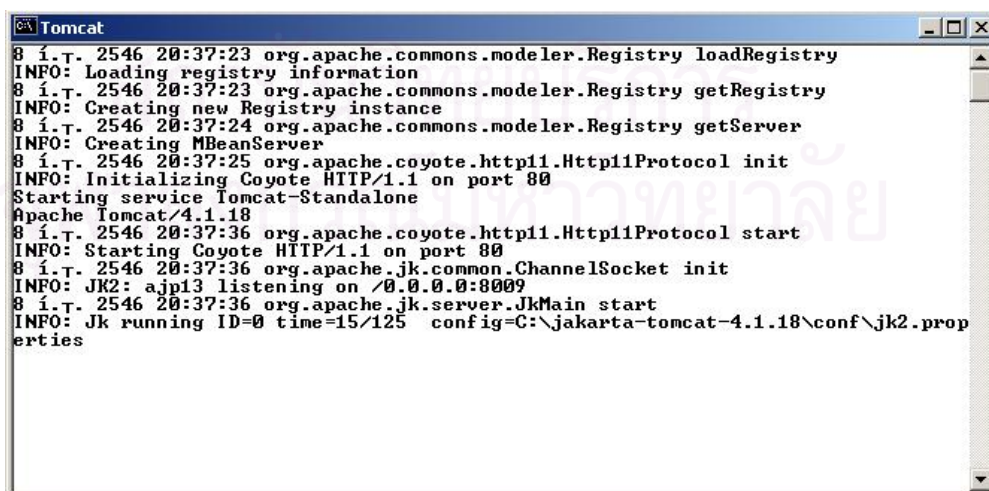 Tomcat
8 í.т. 2546 20:37:23 org.apache.commons.modeler.Registry loadRegistry
INFO: Loading registry information
8 í.т. 2546 20:37:23 org.apache.commons.modeler.Registry getRegistry
INFO: Creating new Registry instance
8 í.т. 2546 20:37:24 org.apache.commons.modeler.Registry getServer
INFO: Creating MBeanServer
8 í.т. 2546 20:37:25 org.apache.coyote.http11.Http11Protocol init
INFO: Initializing Coyote HTTP/1.1 on port 80
Starting service Tomcat-Standalone
Apache Tomcat/4.1.18
8 í.т. 2546 20:37:36 org.apache.coyote.http11.Http11Protocol start
INFO: Starting Coyote HTTP/1.1 on port 80
8 í.т. 2546 20:37:36 org.apache.jk.common.ChannelSocket init
INFO: JK2: ajp13 listening on /0.0.0.0:8009
8 í.т. 2546 20:37:36 org.apache.jk.server.JkMain start
INFO: Jk running ID=0 time=15/125  config=C:\jakarta-tomcat-4.1.18\conf\jk2.prop
erties